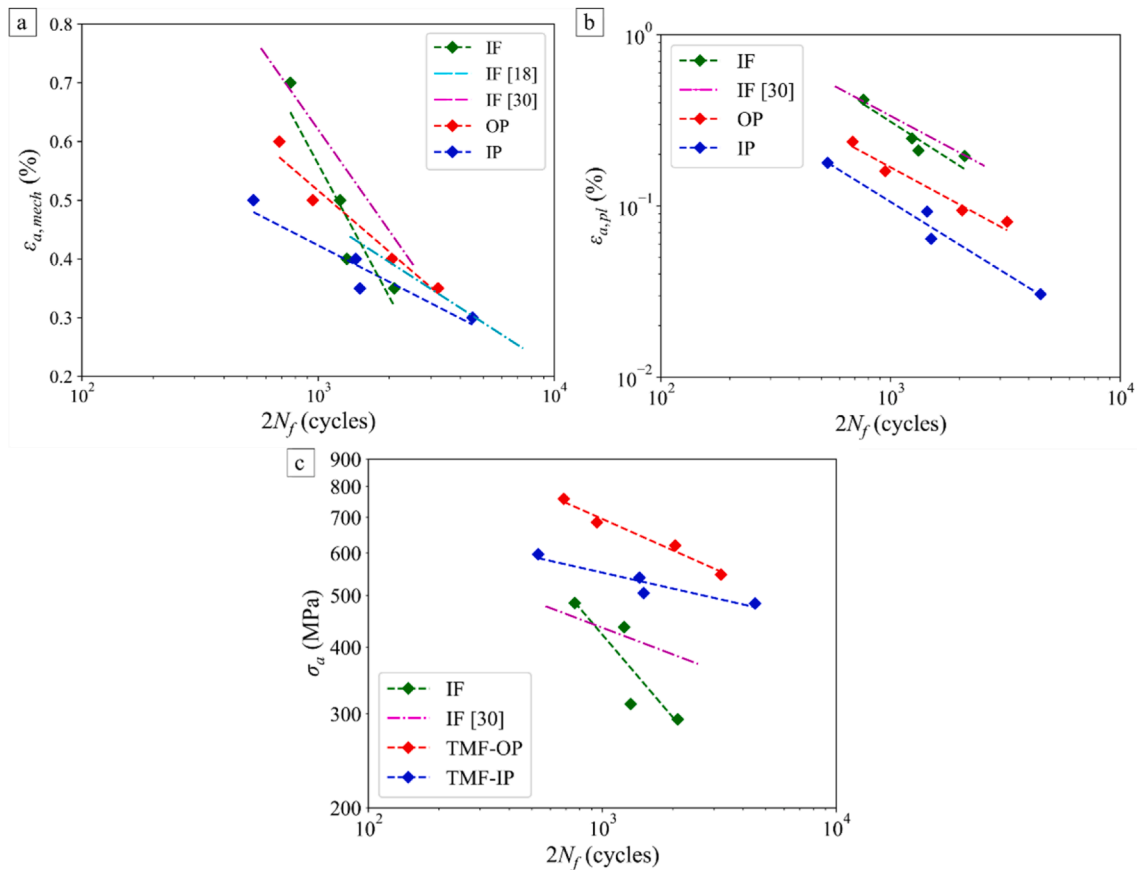 a
0.8
0.7
0.6
0.5
0.4
0.3
0.2
ε_{a,mech} (%)
10^2
10^3
10^4
2N_f (cycles)
IF
IF [18]
IF [30]
OP
IP
b
10^0
10^{-1}
10^{-2}
ε_{a,pl} (%)
10^2
10^3
10^4
2N_f (cycles)
IF
IF [30]
OP
IP
c
900
800
700
600
500
400
300
200
σ_a (MPa)
10^2
10^3
10^4
2N_f (cycles)
IF
IF [30]
TMF-OP
TMF-IP